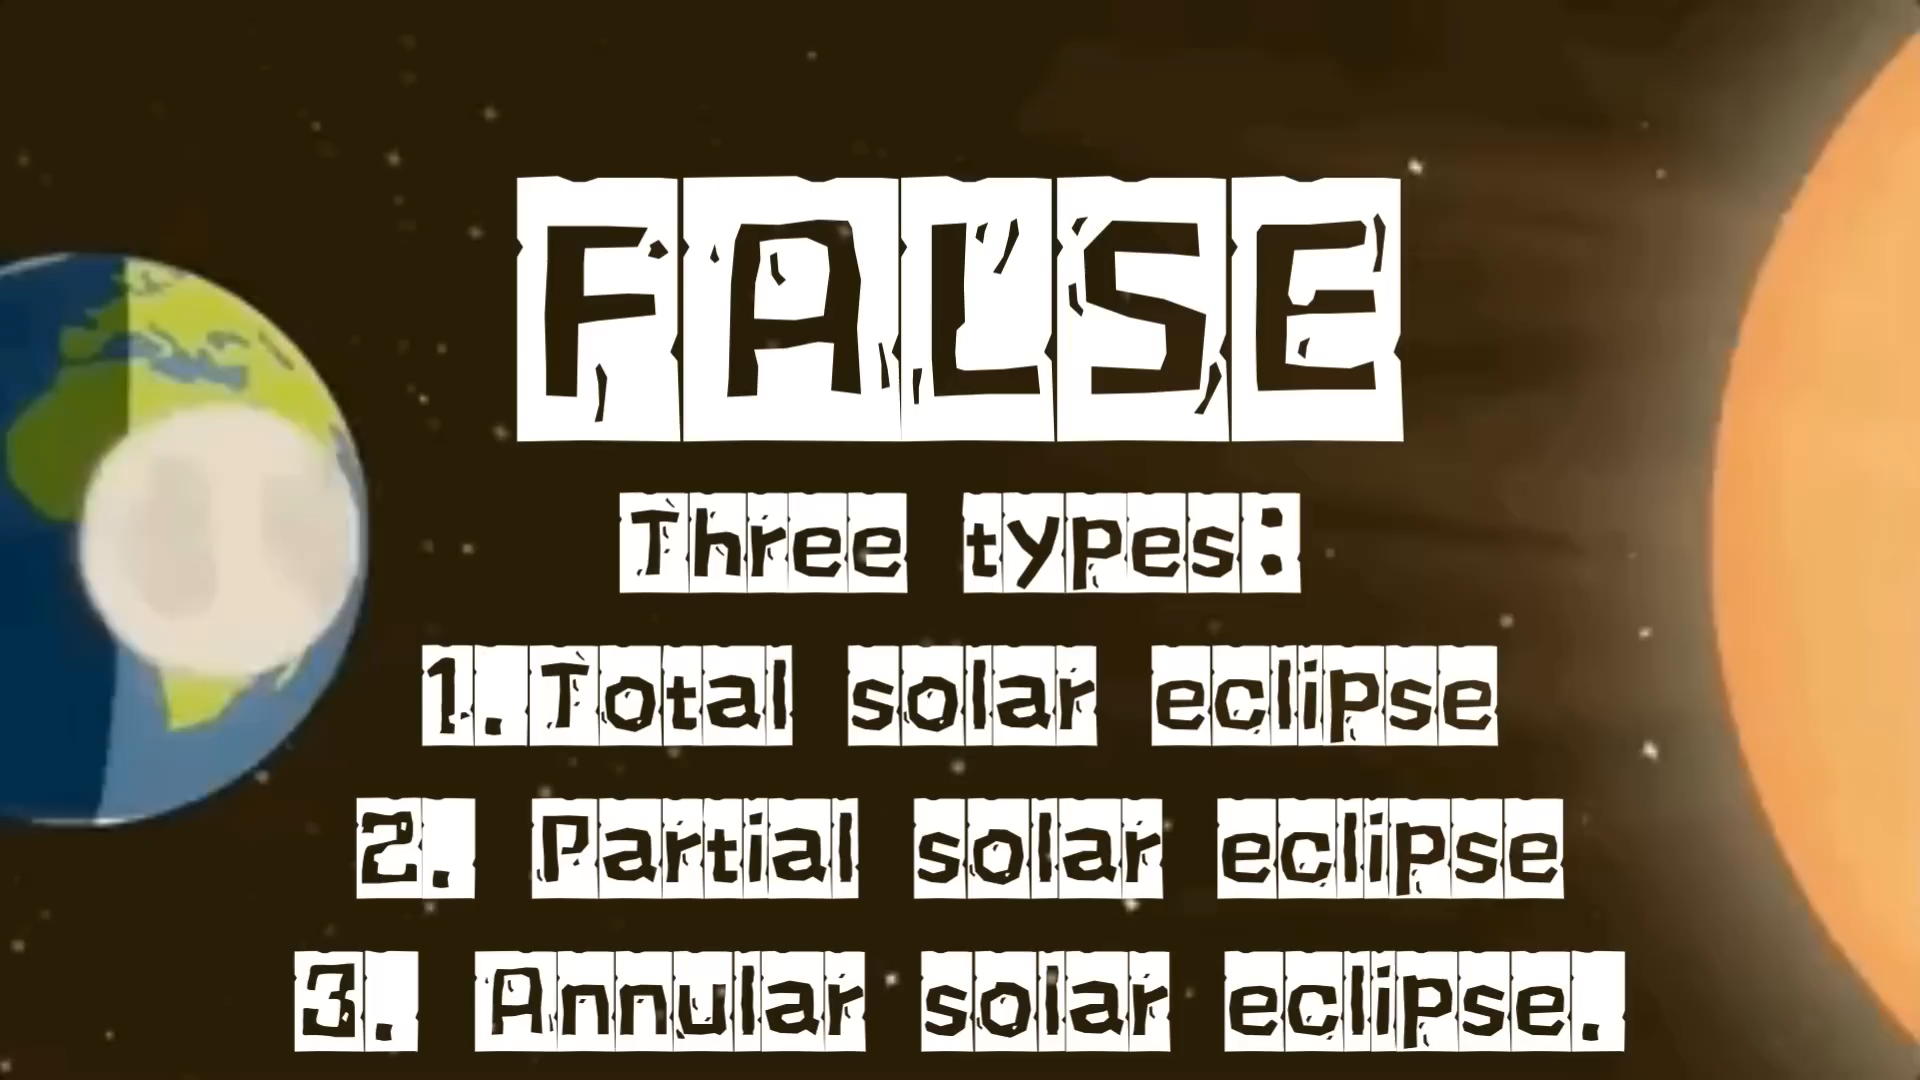 FALSE
Three types:
1.Total solar eclipse
2. Partial solar eclipse
3. Annular solar eclipse.